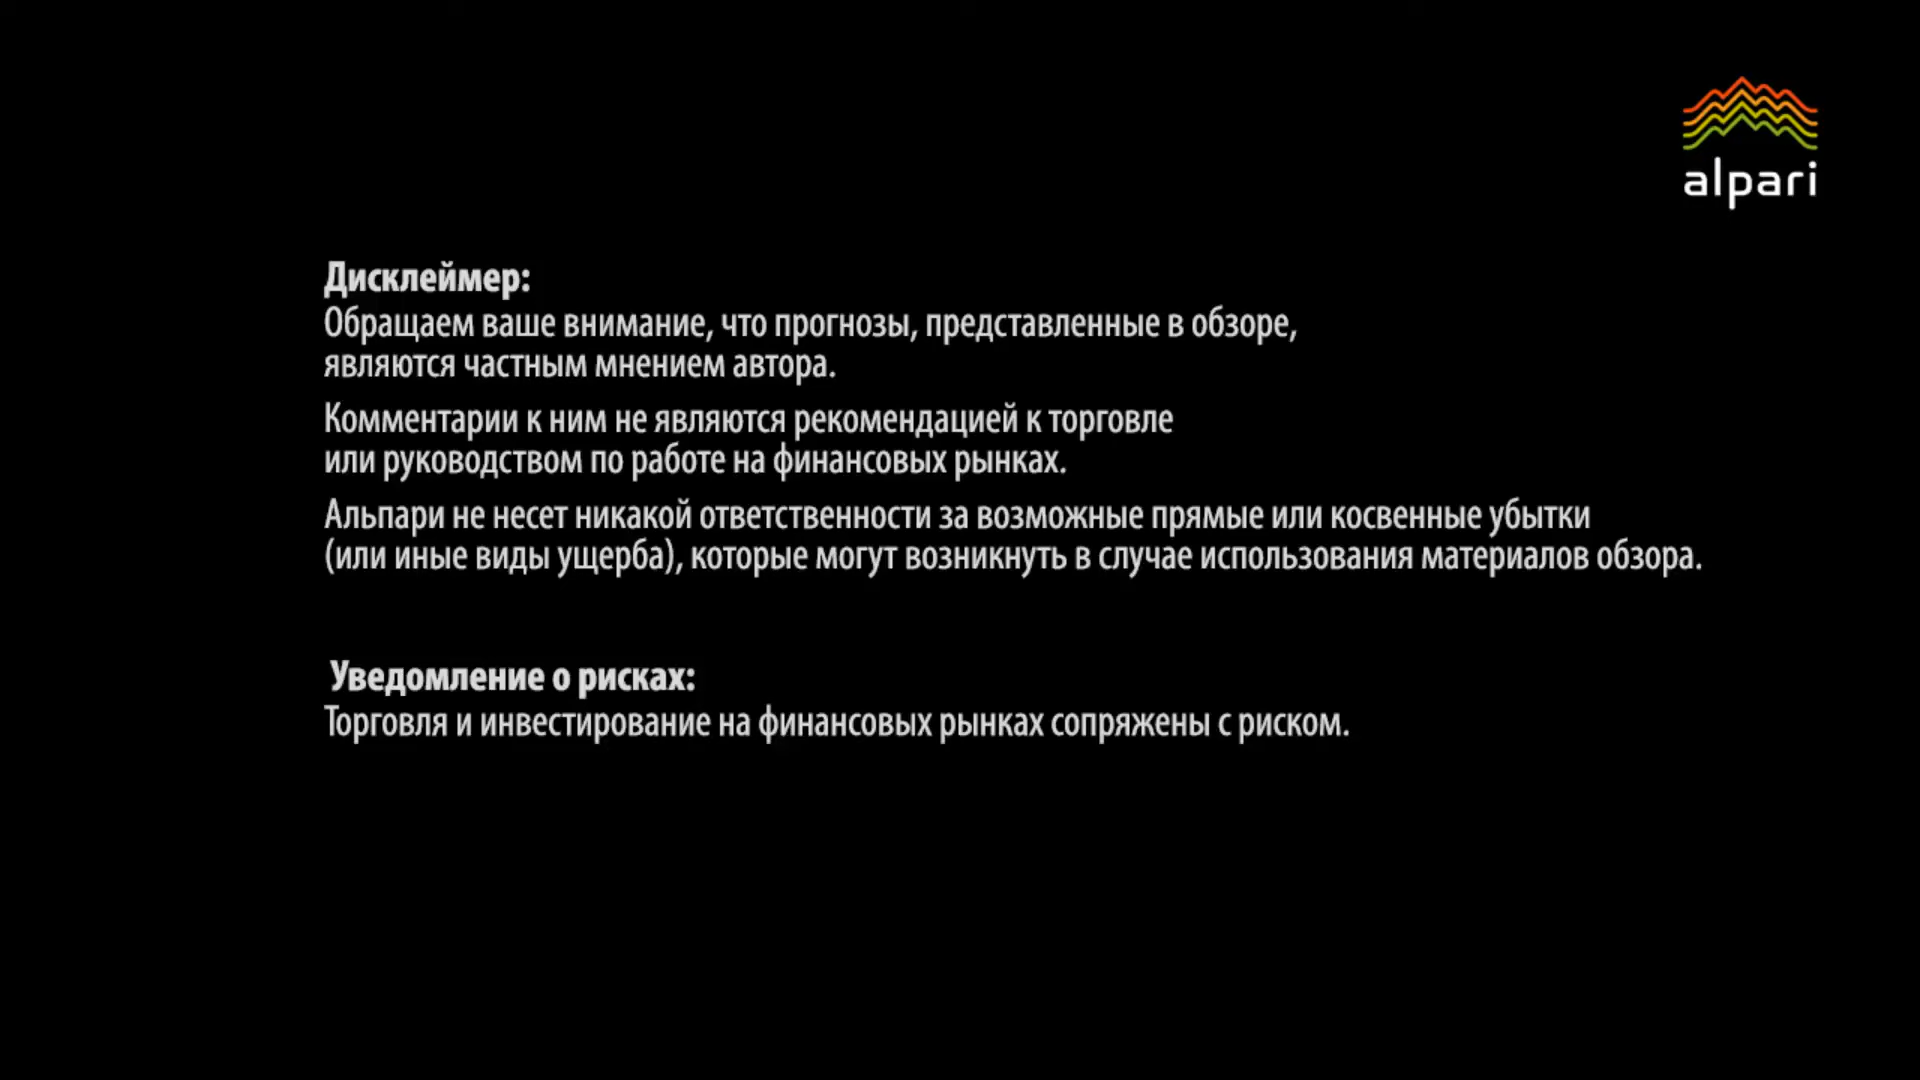 alpari
Дисклеймер:
Обращаем ваше внимание, что прогнозы, представленные в обзоре,
являются частным мнением автора.
Комментарии к ним не являются рекомендацией к торговле
или руководством по работе на финансовых рынках.
Альпари не несет никакой ответственности за возможные прямые или косвенные убытки
(или иные виды ущерба), которые могут возникнуть в случае использования материалов обзора.
Уведомление о рисках:
Торговля и инвестирование на финансовых рынках сопряжены с риском.